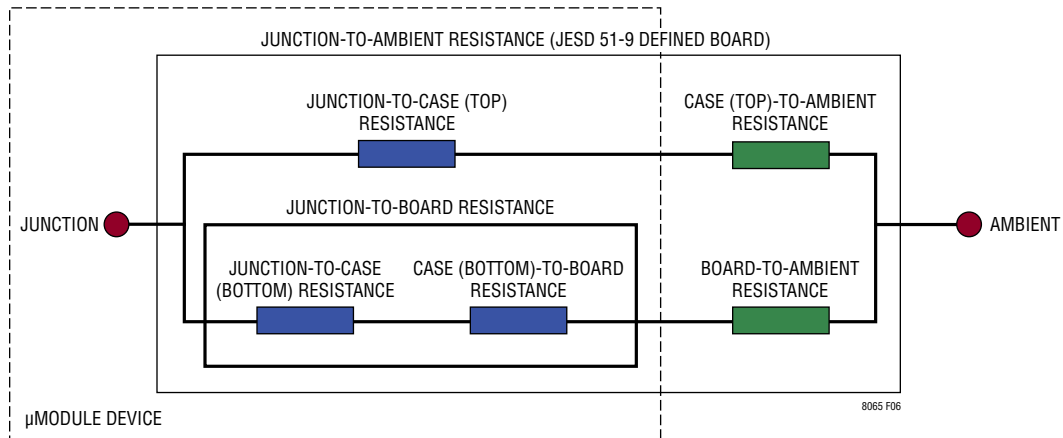 JUNCTION-TO-AMBIENT RESISTANCE (JESD 51-9 DEFINED BOARD)
JUNCTION-TO-CASE (TOP)
RESISTANCE
CASE (TOP)-TO-AMBIENT
RESISTANCE
JUNCTION
JUNCTION-TO-BOARD RESISTANCE
AMBIENT
JUNCTION-TO-CASE
(BOTTOM) RESISTANCE
CASE (BOTTOM)-TO-BOARD
RESISTANCE
BOARD-TO-AMBIENT
RESISTANCE
8065 F06
µMODULE DEVICE